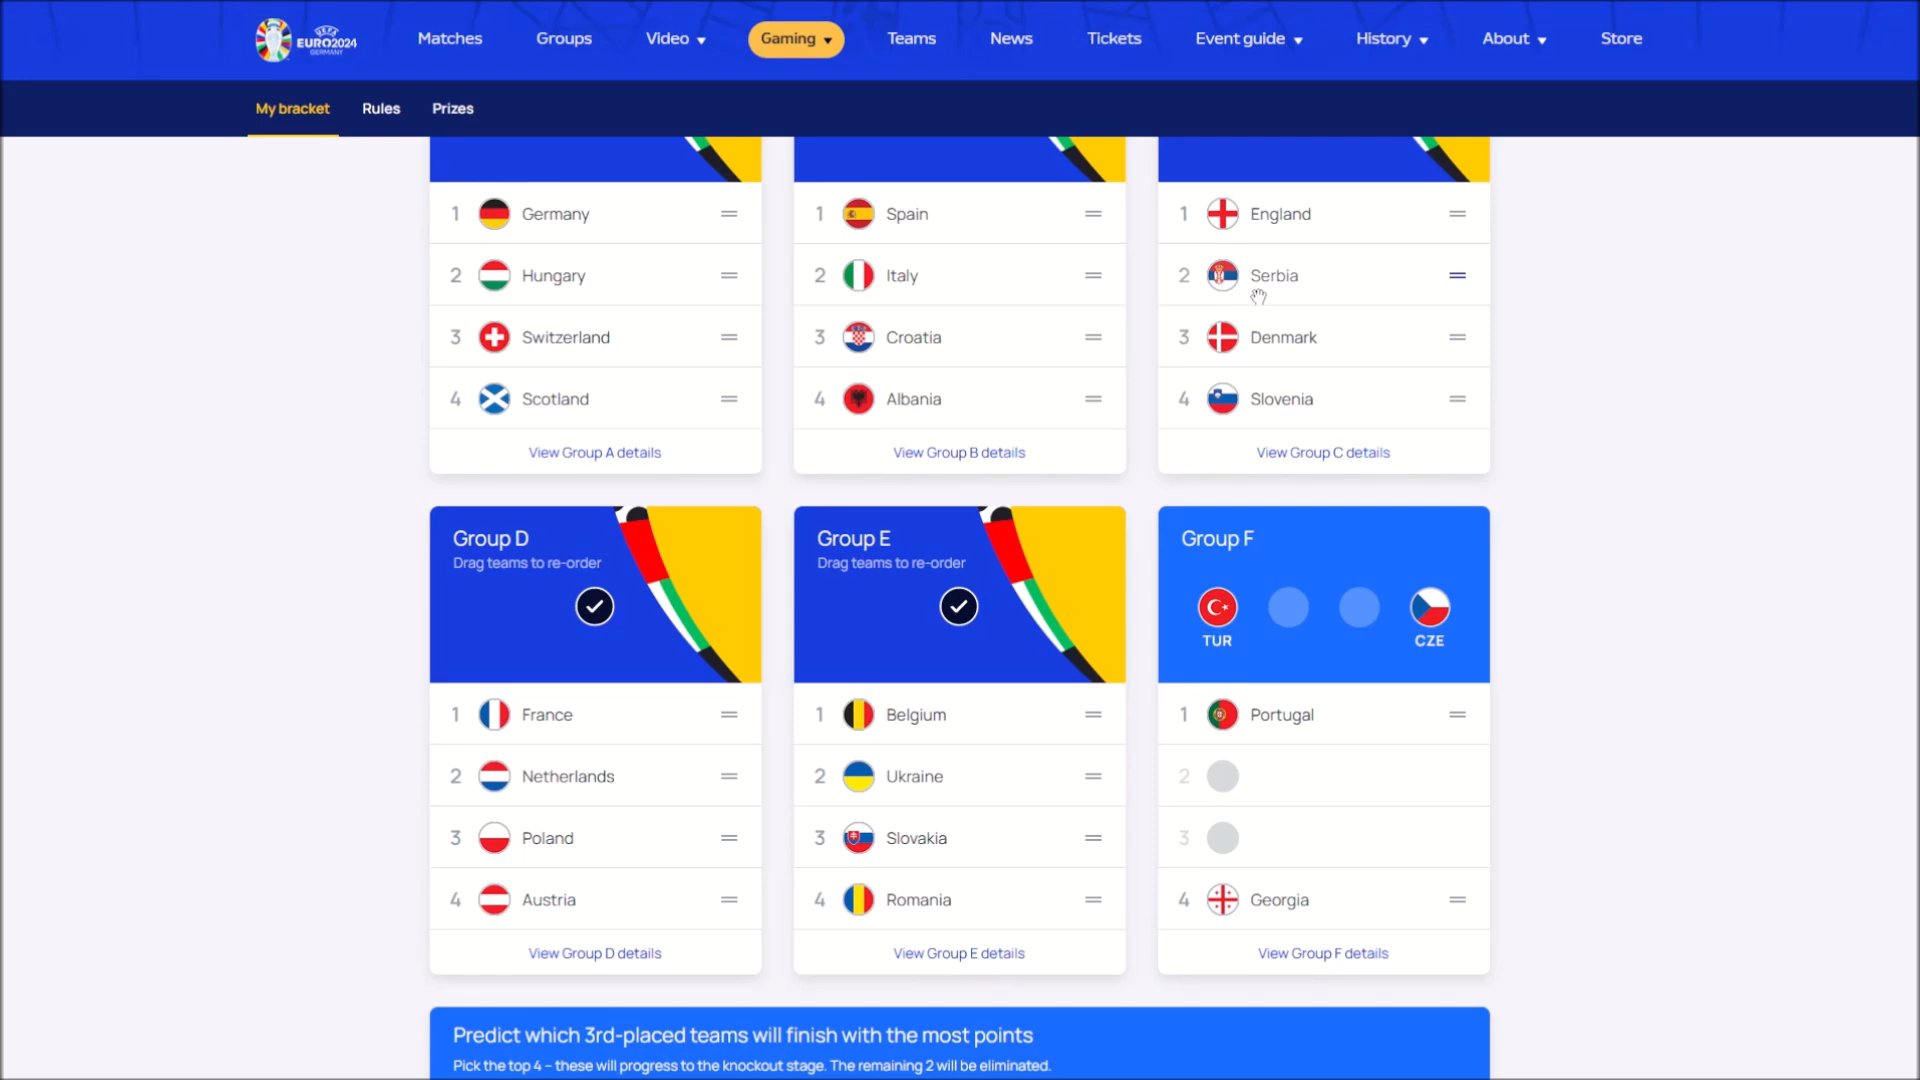 UEFA
EURO2024
GERMANY
Matches
Groups
Video
Gaming
Teams
News
Tickets
Event guide
History
About
Store
My bracket
Rules
Prizes
1 Germany
2 Hungary
3 Switzerland
4 Scotland
View Group A details
1 Spain
2 Italy
3 Croatia
4 Albania
View Group B details
1 England
2 Serbia
3 Denmark
4 Slovenia
View Group C details
Group D
Drag teams to re-order
1 France
2 Netherlands
3 Poland
4 Austria
View Group D details
Group E
Drag teams to re-order
1 Belgium
2 Ukraine
3 Slovakia
4 Romania
View Group E details
Group F
TUR
CZE
1 Portugal
2
3
4 Georgia
View Group F details
Predict which 3rd-placed teams will finish with the most points
Pick the top 4 – these will progress to the knockout stage. The remaining 2 will be eliminated.